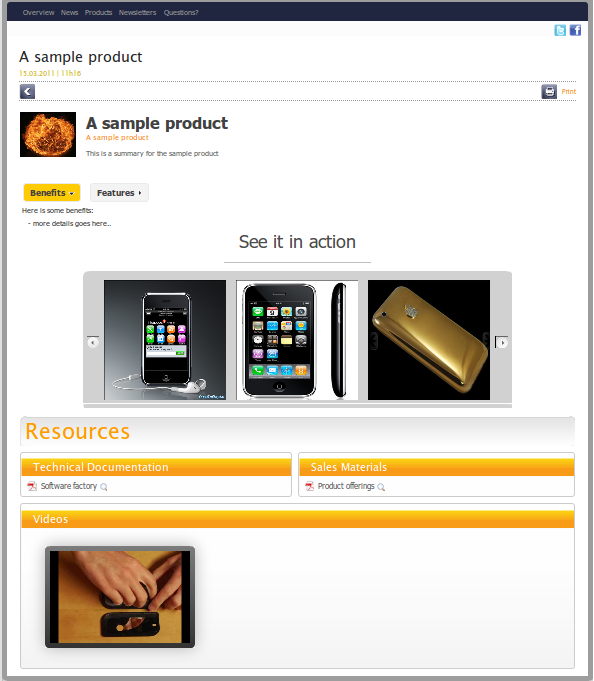 Overview News Products Newsletters Questions?
A sample product
15.03.2011 | 11h16
Print
A sample product
A sample product
This is a summary for the sample product
Benefits
Features
Here is some benefits:
- more details goes here..
See it in action
Resources
Technical Documentation
Sales Materials
Software factory
Product offerings
Videos